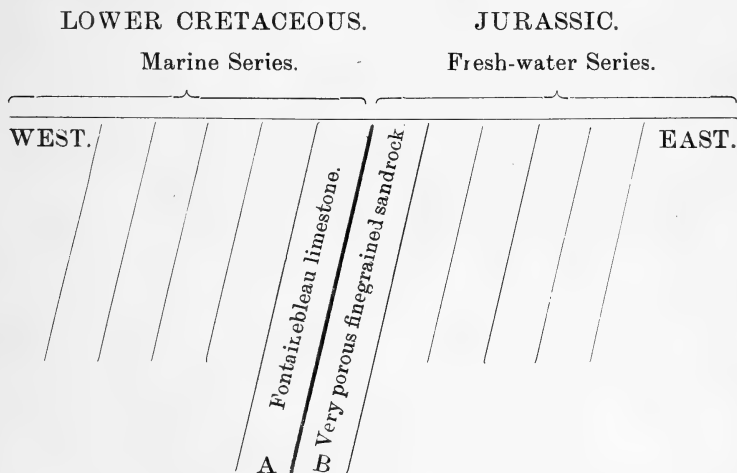 LOWER CRETACEOUS. JURASSIC.
Marine Series. Fresh-water Series.
WEST. EAST.
Fontainebleau limestone.
Very porous finegrained sandrock
A B